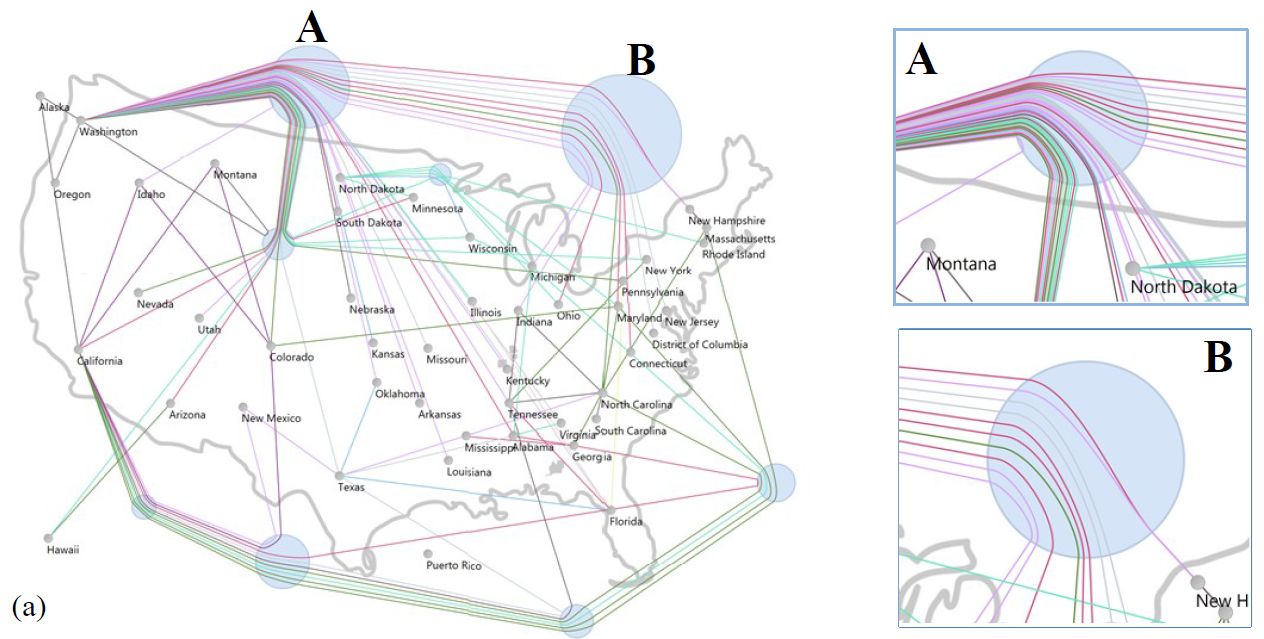 A
B
Alaska
Washington
Oregon
Idaho
Montana
North Dakota
Minnesota
South Dakota
Wisconsin
New Hampshire
Massachusetts
Rhode Island
New York
Michigan
Pennsylvania
Nevada
Utah
Nebraska
Illinois
Indiana
Ohio
Maryland
New Jersey
District of Columbia
California
Colorado
Kansas
Missouri
Connecticut
Kentucky
Oklahoma
Arizona
New Mexico
Arkansas
Tennessee
North Carolina
Virginia
South Carolina
Mississippi
Alabama
Georgia
Louisiana
Texas
Florida
Hawaii
Puerto Rico
(a)
A
Montana
North Dakota
B
New H